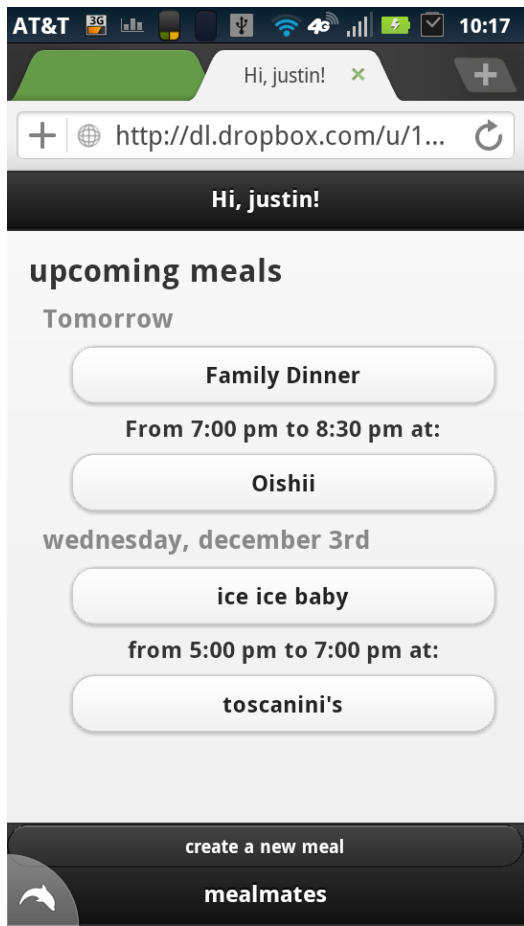 AT&T 3G 4G 10:17
Hi, justin!
http://dl.dropbox.com/u/1...
Hi, justin!
upcoming meals
Tomorrow
Family Dinner
From 7:00 pm to 8:30 pm at:
Oishii
wednesday, december 3rd
ice ice baby
from 5:00 pm to 7:00 pm at:
toscanini's
create a new meal
mealmates